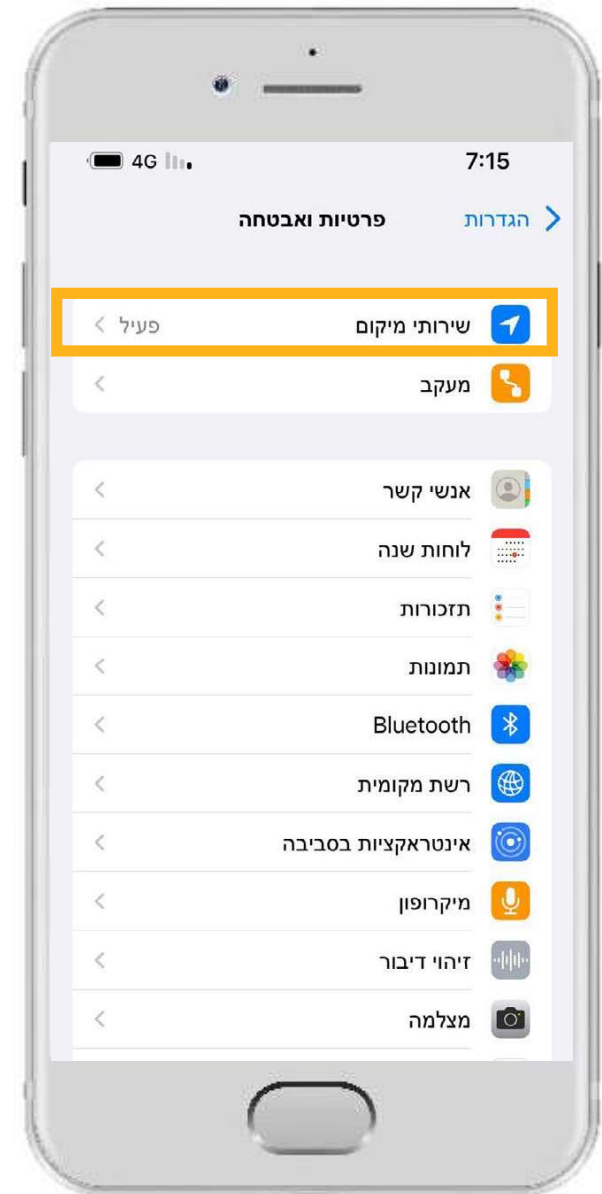 7:15 4G
הגדרות פרטיות ואבטחה
שירותי מיקום פעיל
מעקב
אנשי קשר
לוחות שנה
תזכורות
תמונות
Bluetooth
רשת מקומית
אינטראקציות בסביבה
מיקרופון
זיהוי דיבור
מצלמה